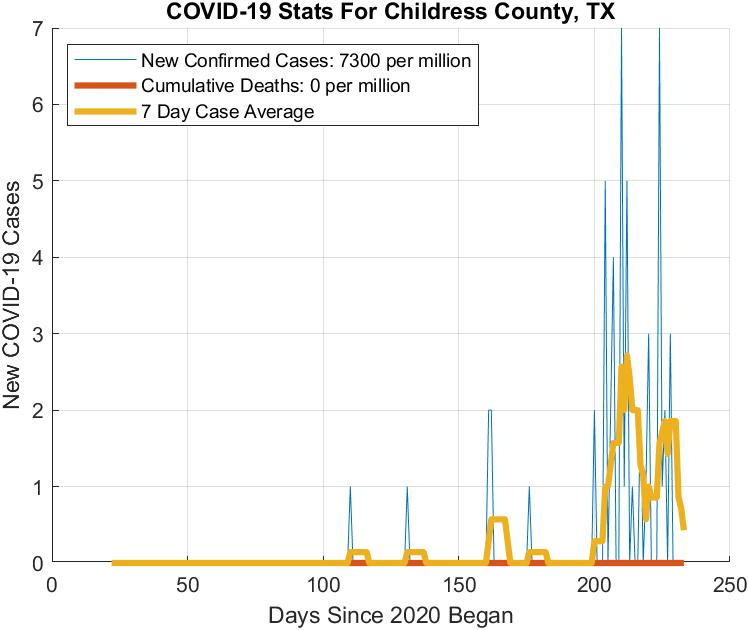 COVID-19 Stats For Childress County, TX
New Confirmed Cases: 7300 per million
Cumulative Deaths: 0 per million
7 Day Case Average
New COVID-19 Cases
7
6
5
4
3
2
1
0
0 50 100 150 200 250
Days Since 2020 Began